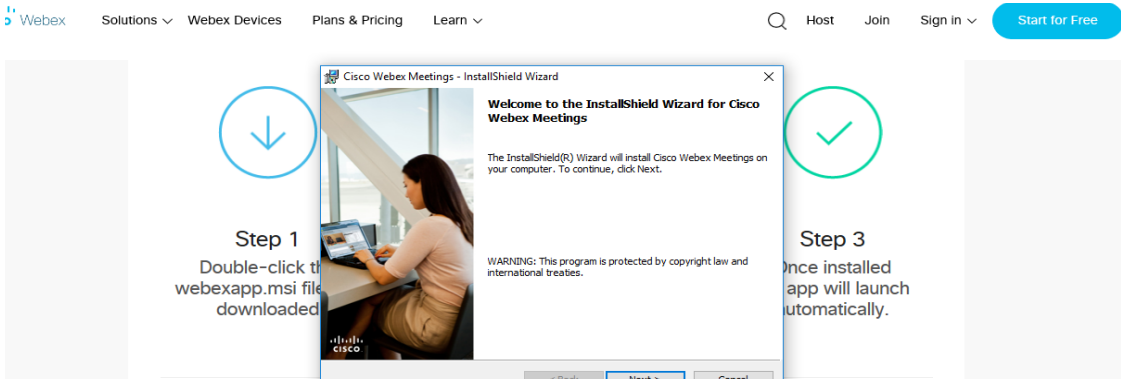 Webex Solutions Webex Devices Plans & Pricing Learn Host Join Sign in Start for Free
Cisco Webex Meetings - InstallShield Wizard
Welcome to the InstallShield Wizard for Cisco
Webex Meetings
The InstallShield(R) Wizard will install Cisco Webex Meetings on
your computer. To continue, click Next.
WARNING: This program is protected by copyright law and
international treaties.
CISCO
< Back Next > Cancel
Step 1
Double-click
webexapp.msi
downloaded
Step 3
Once installed
app will launch
automatically.